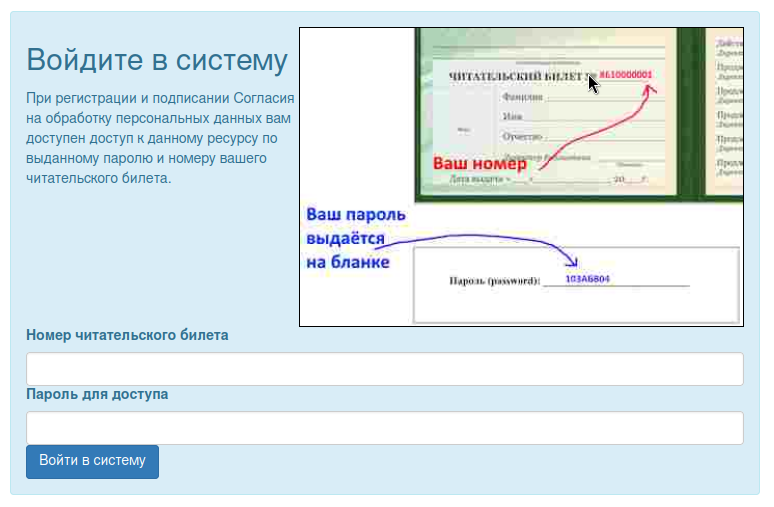 Войдите в систему
При регистрации и подписании Согласия
на обработку персональных данных вам
доступен доступ к данному ресурсу по
выданному паролю и номеру вашего
читательского билета.
ЧИТАТЕЛЬСКИЙ БИЛЕТ № 8610000001
Фамилия
Имя
Отчество
Ваш номер
Дата выдачи « » 20 г.
Ваш пароль
выдаётся
на бланке
Пароль (password): 103АБ804
Номер читательского билета
Пароль для доступа
Войти в систему